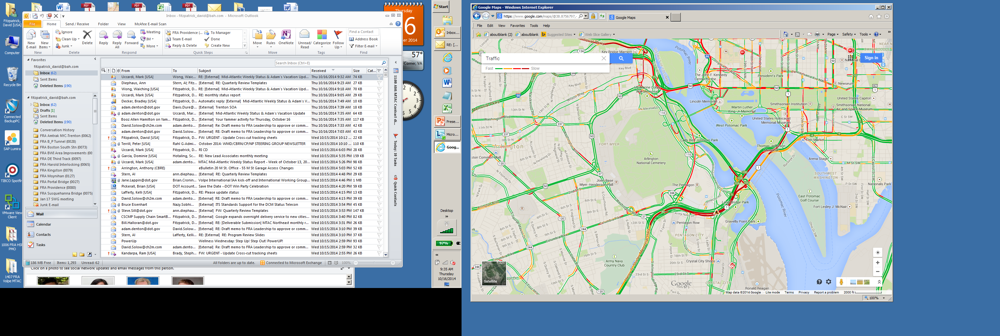 Fitzpatrick,
David [USA]
Computer
Recycle Bin
Connected
BackupPC
SAP Lumira
TIBCO Spotfir
VMware View
Client
1006 FRA HSF
PMO
1407 FRA
Volpe MTAC
Inbox - fitzpatrick_david@bah.com - Microsoft Outlook
File Home Send / Receive Folder View McAfee E-mail Scan
New E-mail New Items Ignore Clean Up Junk Delete Reply Reply All Forward Meeting IM More
FRA Providence (... To Manager
Team E-mail Done
Reply & Delete Create New
Move Rules OneNote Unread/ Read Categorize Follow Up
Find a Contact
Address Book
Filter E-mail
New Delete Respond Quick Steps Move Tags Find
Favorites
fitzpatrick_david@bah.com
Inbox (62)
Sent Items
Deleted Items (190)
fitzpatrick_david@bah.com
Inbox (62)
Drafts [1]
Sent Items
Deleted Items (190)
Conversation History
FRA Amtrak NYC-Trenton (0062)
FRA B_P Tunnel (0028)
FRA Boston South Stn (0073)
FRA BWI Area Improvements (00
FRA DE Third Track (0097)
FRA Harold Interlocking (0065)
FRA Kingston (0079)
FRA Moynihan (0127)
FRA Portal Bridge (0027)
FRA Providence (0080)
FRA Susquehanna Bridge (0075)
Jan 17 SWG meeting
Junk E-mail
Mail
Calendar
Contacts
Tasks
Search Inbox (Ctrl+E)
From To Subject Received Size Cat...
Uccardi, Mark [USA] Wong, Waic... RE: [External] Mid-Atlantic Weekly Status & Adam's Vacation Upd... Thu 10/16/2014 9:32 AM 74 KB
Diephaus, Ann Stern, Al; Fitz... [External] RE: Quarterly Review Templates Thu 10/16/2014 9:23 AM 27 KB
Wong, Waiching [USA] Fitzpatrick, D... RE: [External] Mid-Atlantic Weekly Status & Adam's Vacation Upd... Thu 10/16/2014 9:18 AM 70 KB
Uccardi, Mark [USA] Fitzpatrick, D... RE: monthly status report Thu 10/16/2014 9:05 AM 29 KB
Decker, Bradley [USA] Fitzpatrick, D... Automatic reply: [External] Mid-Atlantic Weekly Status & Adam's V... Thu 10/16/2014 7:49 AM 10 KB
adam.denton@dot.gov Davis.Dure@... [External] Trenton SOA Thu 10/16/2014 7:39 AM 18 KB
adam.denton@dot.gov Uccardi, Mar... [External] Mid-Atlantic Weekly Status & Adam's Vacation Update Thu 10/16/2014 7:35 AM 64 KB
Booz Allen Hamilton on Yam... Fitzpatrick, D... [External] Your Yammer activity for Thursday, October 16 Thu 10/16/2014 7:35 AM 117 KB
David.Solow@ch2m.com adam.dento... [External] Re: Draft memo to FRA Leadership to approve or comm... Thu 10/16/2014 7:33 AM 42 KB
adam.denton@dot.gov David.Solow... [External] Re: Draft memo to FRA Leadership to approve or comm... Thu 10/16/2014 7:03 AM 43 KB
Fitzpatrick, David [USA] Fitzpatrick, D... FW: URGENT - Update Cross-cut tracking sheets Wed 10/15/2014 10:12 ... 22 KB
Terrill, Peter [USA] Rahl G-Admi... October 2014: WMD/CBRN/CP/NP STEERING GROUP NEWSLETTER Wed 10/15/2014 10:10 ... 110 KB
Uccardi, Mark [USA] Fitzpatrick, D... RI CD Wed 10/15/2014 6:03 PM 28 KB
Garcia, Dominie [USA] Hotaling, Sc... RE: New Lead Associates monthly meeting Wed 10/15/2014 5:35 PM 159 KB
Uccardi, Mark [USA] adam.dento... MTAC Mid-Atlantic Weekly Status Report - Week of October 13, 20... Wed 10/15/2014 5:26 PM 98 KB
Arrington, Anthony (CBRE) eBulletin 20 M St. Office - 55 M St Garage Access Changes Wed 10/15/2014 5:03 PM 52 KB
Stern, Al ann.diephau... RE: Quarterly Review Templates Wed 10/15/2014 4:48 PM 29 KB
Jane.Lappin@dot.gov Brian.Cronin... Volpe International IAA kick-off and International Working Group... Wed 10/15/2014 4:46 PM 1 MB
Pickerall, Brian [USA] DOT Account... Save the Date --DOT Win Party Celebration Wed 10/15/2014 4:20 PM 59 KB
Lafferty, Kelli [USA] Fitzpatrick, D... RE: Please update status Wed 10/15/2014 4:15 PM 13 KB
David.Solow@ch2m.com Fitzpatrick, D... [External] RE: Draft memo to FRA Leadership to approve or comm... Wed 10/15/2014 4:15 PM 39 KB
Bruce Eisenhart Nazy.Sobhi... [External] ITS Standards Support for the DCM Status Telecon Wed 10/15/2014 3:54 PM 45 KB
Steve.Sill@dot.gov ann.diephau... [External] FW: Quarterly Review Templates Wed 10/15/2014 3:53 PM 147 KB
CSCMP Supply Chain SmartB... Fitzpatrick, D... [External] Google expands overnight delivery service to new cities... Wed 10/15/2014 3:40 PM 82 KB
Bill.Halloran@dot.gov Fitzpatrick, D... [External] RE: [Deliverable Submission] MTAC Northeast monthly r... Wed 10/15/2014 3:31 PM 26 KB
adam.denton@dot.gov David.Solow... [External] RE: Draft memo to FRA Leadership to approve or comm... Wed 10/15/2014 3:10 PM 39 KB
Stern, Al Lafferty, Kelli... RE: [External] RE: Program Review Slides Wed 10/15/2014 3:10 PM 37 KB
PowerUp Wellness Wednesday: Step Up! Step Out! PowerUP! Wed 10/15/2014 2:59 PM 93 KB
David.Solow@ch2m.com adam.dento... [External] Re: Draft memo to FRA Leadership to approve or comm... Wed 10/15/2014 2:59 PM 32 KB
Kandarpa, Ram [USA] Brady, Steph... FW: URGENT - Update Cross-cut tracking sheets Wed 10/15/2014 2:55 PM 26 KB
11:00 AM: MTAC Contract di...
Today: 10 Tasks
Quick Contacts
186 MB Free Items: 1,293 Unread: 62 All folders are up to date. Connected to Microsoft Exchange 100%
Click on a photo to see social network updates and email messages from this person.
Thursday
6
er 2014
57°
Corner, VA
Start
Inbox...
RE: [...
Prese...
Micro...
Goog...
Desktop
97%
9:35 AM
Thursday
10/16/2014
Google Maps - Windows Internet Explorer
https://www.google.com/maps/@38.8756797,- Google Maps
File Edit View Favorites Tools Help
aboutblank (2) aboutblank Suggested Sites Web Slice Gallery Page Safety Tools
Traffic
Fast Slow
Sign in
Key Bridge Marriott
Potomac River
The John F. Kennedy
Center for the...
President's Park
Pennsylvania Ave NW
Newseum
US Marine Corps
War Memorial
Lincoln Memorial
Smithsonian Institution
United States Capitol
Martin Luther
King, Jr Memorial
Smithsonian National
Air and Space Museum
United States Holocaust
Memorial Museum
West Potomac Park
Lady Bird Johnson Park
Thomas Jefferson
Memorial
Fish Market
Arena Stage
M St SW
SOUTHWEST
WASHINGTON
P St SW
Nationals Park
FORT MYER
Arlington
Arlington
National Cemetery
Washington Blvd
Wilson Blvd
Joint Base
Myer-Henderson Hall
The Pentagon
Long Bridge Park
East Potomac
Golf Course
Fort Lesley J. McNair
Potomac River
Ohio Dr SW
Arlington Blvd
Columbia Pike
Army Navy Dr
Pentagon Row
Gravelly Point Park
PENTAGON CITY
Army Navy
Country Club
Henry G. Shirley Memorial Hwy
18th St S
20th St S
Crystal City Shops
23rd St S
CRYSTAL CITY
Ronald Reagan
Satellite
Google
Map data ©2014 Google Lite mode Terms Privacy Report a problem 2000 ft
100%